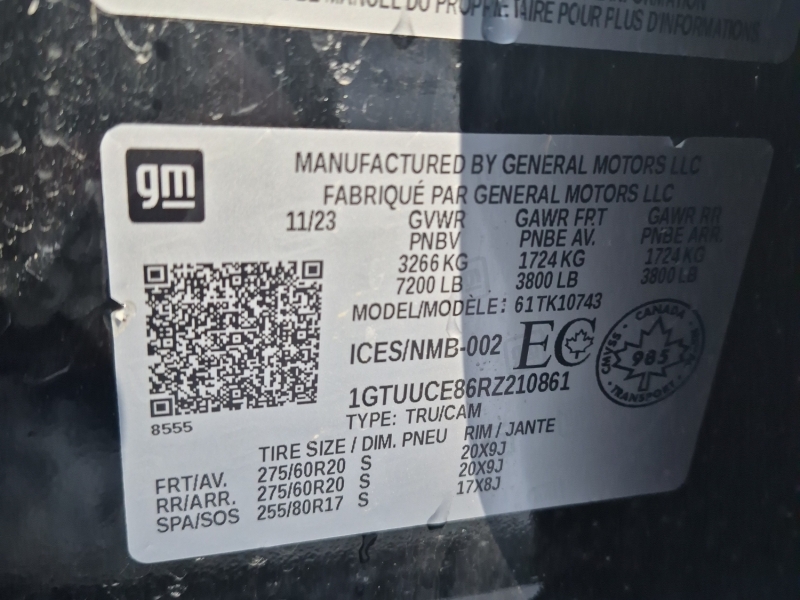 LE MANUEL DU PROPRIÉTAIRE POUR PLUS D'INFORMATIONS.
gm
MANUFACTURED BY GENERAL MOTORS LLC
FABRIQUÉ PAR GENERAL MOTORS LLC
11/23 GVWR GAWR FRT GAWR RR
PNBV PNBE AV. PNBE ARR.
3266 KG 1724 KG 1724 KG
7200 LB 3800 LB 3800 LB
MODEL/MODÈLE: 61TK10743
ICES/NMB-002 EC
CANADA
CMVSS 985 NSVAC
TRANSPORT
1GTUUCE86RZ210861
8555
TYPE: TRU/CAM
TIRE SIZE / DIM. PNEU RIM / JANTE
FRT/AV. 275/60R20 S 20X9J
RR/ARR. 275/60R20 S 20X9J
SPA/SOS 255/80R17 S 17X8J